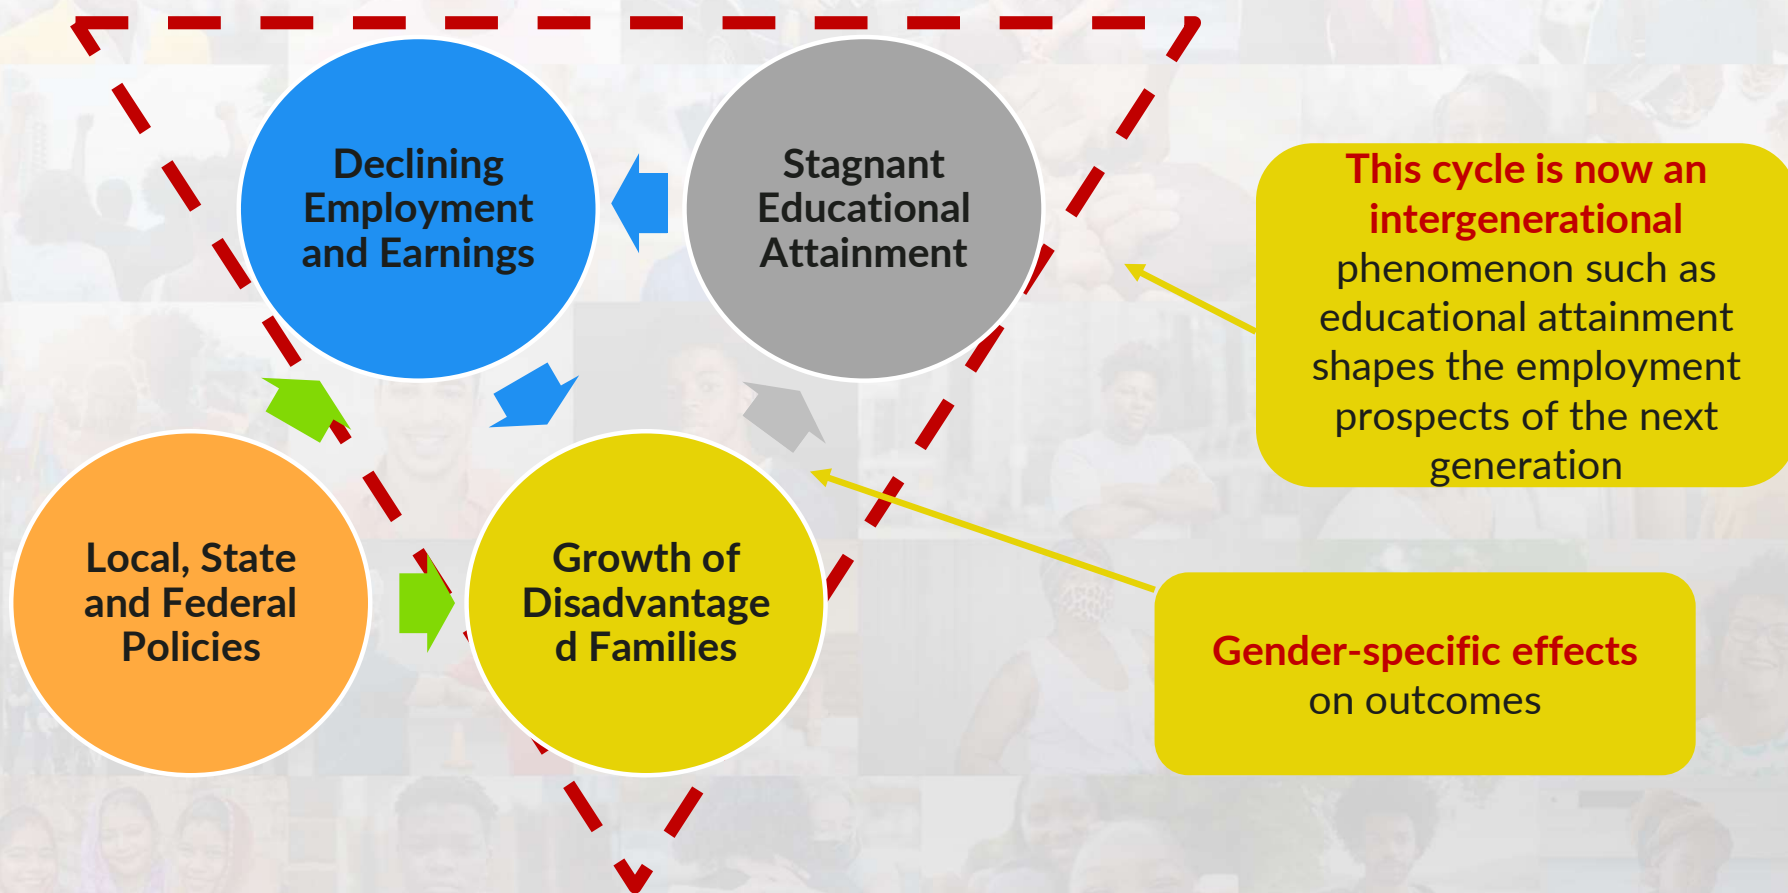 Declining
Employment
and Earnings
Stagnant
Educational
Attainment
This cycle is now an
intergenerational
phenomenon such as
educational attainment
shapes the employment
prospects of the next
generation
Local, State
and Federal
Policies
Growth of
Disadvantage
d Families
Gender-specific effects
on outcomes